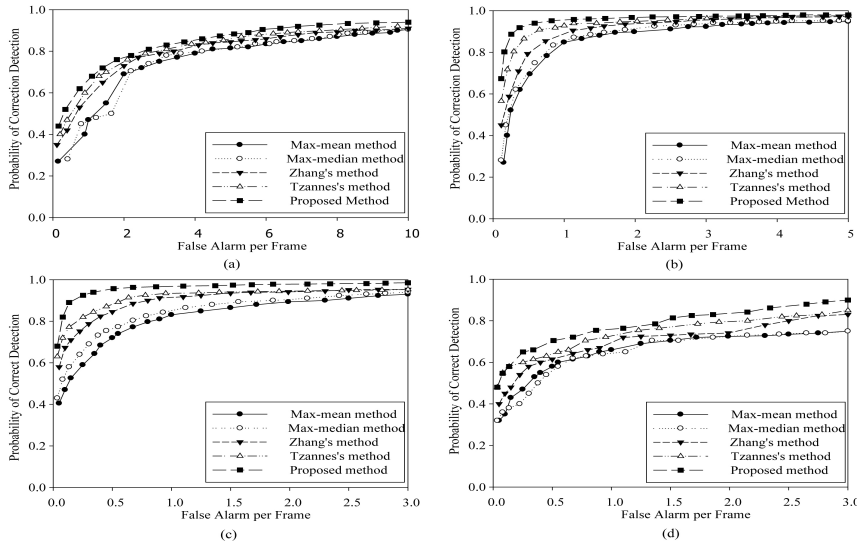 1.0
0.8
0.6
0.4
0.2
0.0
Probability of Correction Detection
Max-mean method
Max-median method
Zhang's method
Tzannes's method
Proposed Method
0 2 4 6 8 10
False Alarm per Frame
(a)
1.0
0.8
0.6
0.4
0.2
0.0
Probability of Correction Detection
Max-mean method
Max-median method
Zhang's method
Tzannes's method
Proposed Method
0 1 2 3 4 5
False Alarm per Frame
(b)
1.0
0.8
0.6
0.4
0.2
0.0
Probability of Correct Detection
Max-mean method
Max-median method
Zhang's method
Tzannes's method
Proposed method
0.0 0.5 1.0 1.5 2.0 2.5 3.0
False Alarm per Frame
(c)
1.0
0.8
0.6
0.4
0.2
0.0
Probability of Correct Detection
Max-mean method
Max-median method
Zhang's method
Tzannes's method
Proposed method
0.0 0.5 1.0 1.5 2.0 2.5 3.0
False Alarm per Frame
(d)